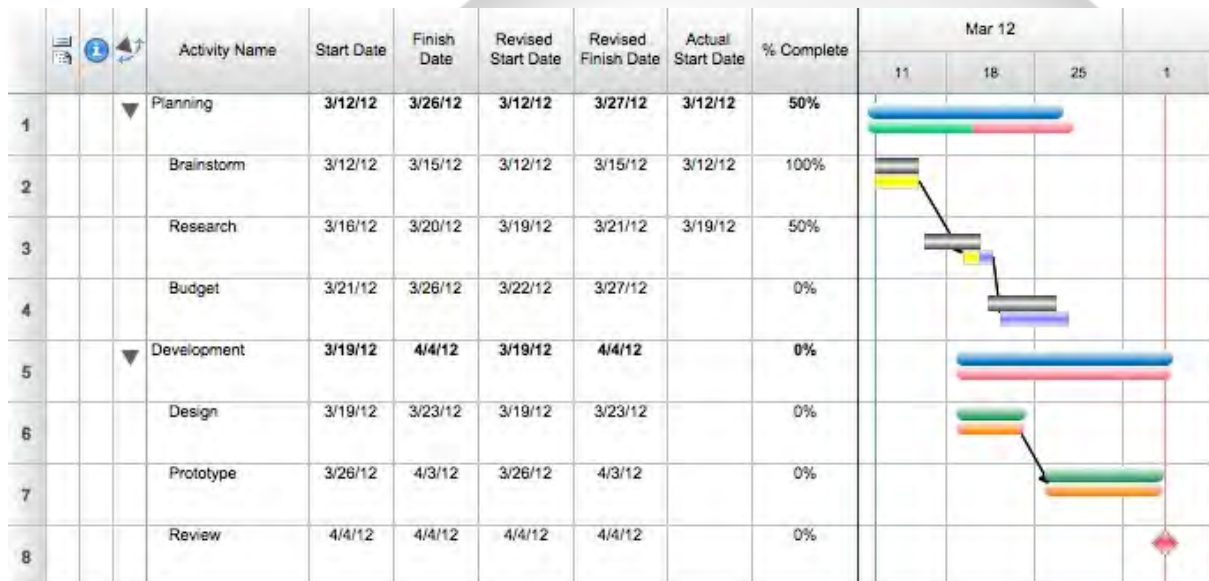 Activity Name Start Date Finish Date Revised Start Date Revised Finish Date Actual Start Date % Complete Mar 12
11 18 25 1
1 Planning 3/12/12 3/26/12 3/12/12 3/27/12 3/12/12 50%
2 Brainstorm 3/12/12 3/15/12 3/12/12 3/15/12 3/12/12 100%
3 Research 3/16/12 3/20/12 3/19/12 3/21/12 3/19/12 50%
4 Budget 3/21/12 3/26/12 3/22/12 3/27/12 0%
5 Development 3/19/12 4/4/12 3/19/12 4/4/12 0%
6 Design 3/19/12 3/23/12 3/19/12 3/23/12 0%
7 Prototype 3/26/12 4/3/12 3/26/12 4/3/12 0%
8 Review 4/4/12 4/4/12 4/4/12 4/4/12 0%